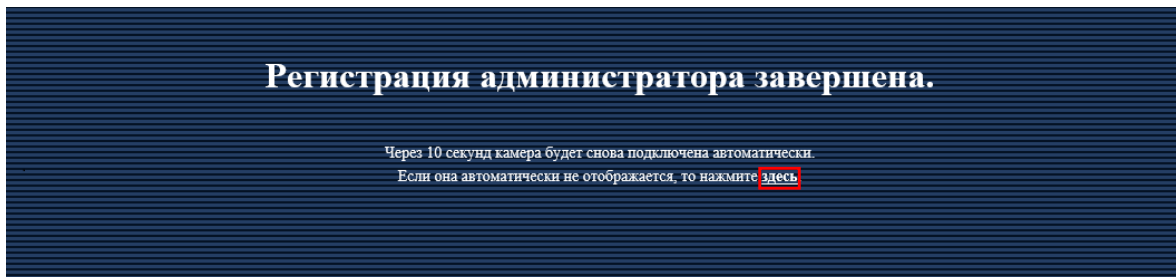 Регистрация администратора завершена.
Через 10 секунд камера будет снова подключена автоматически.
Если она автоматически не отображается, то нажмите здесь